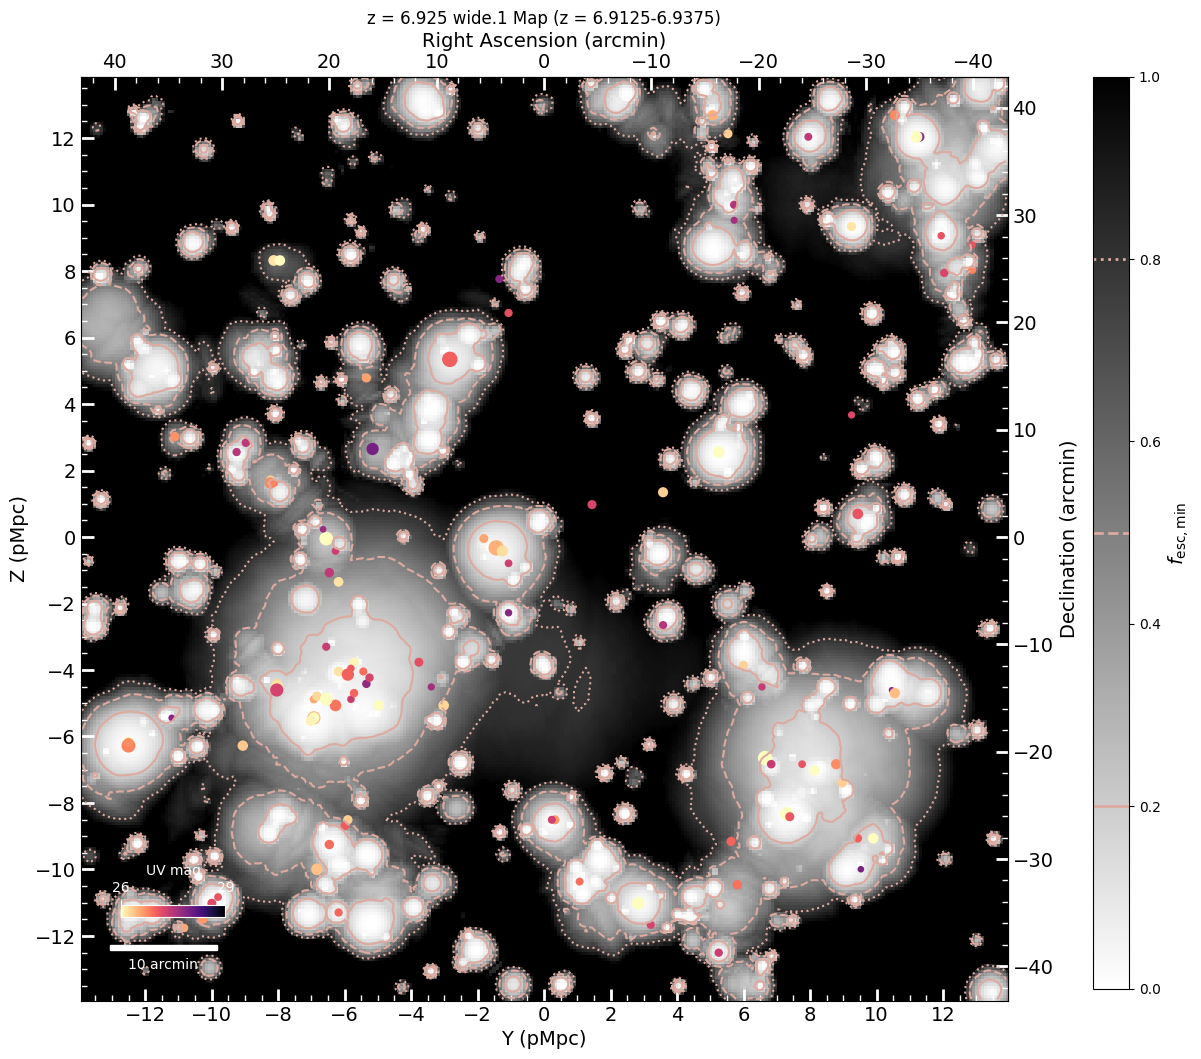 z = 6.925 wide.1 Map (z = 6.9125-6.9375)
Right Ascension (arcmin)
40 30 20 10 0 −10 −20 −30 −40
12
10
8
6
4
2
0
−2
−4
−6
−8
−10
−12
Z (pMpc)
40
30
20
10
0
−10
−20
−30
−40
Declination (arcmin)
1.0
0.8
0.6
0.4
0.2
0.0
fesc,min
UV mag
26 29
10 arcmin
−12 −10 −8 −6 −4 −2 0 2 4 6 8 10 12
Y (pMpc)